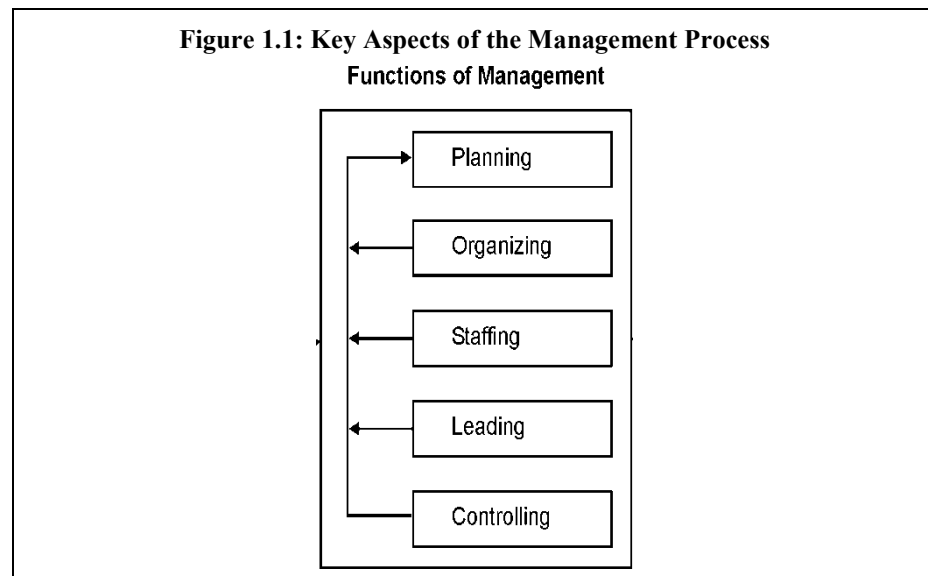 Figure 1.1: Key Aspects of the Management Process
Functions of Management
Planning
Organizing
Staffing
Leading
Controlling